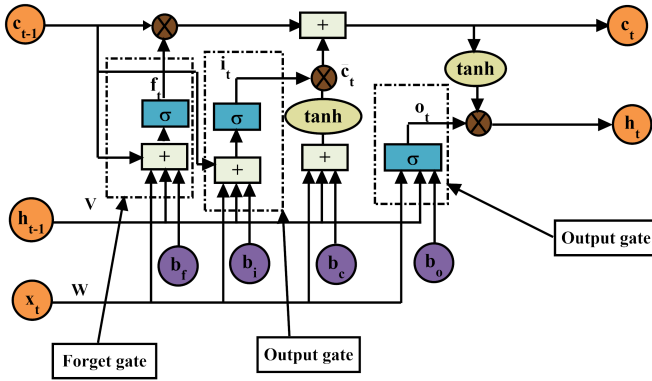 c t-1
+
c t
f t
i t
c̄ t
tanh
σ
σ
tanh
o t
h t
+
+
+
σ
V
h t-1
Output gate
b f
b i
b c
b o
W
x t
Forget gate
Output gate